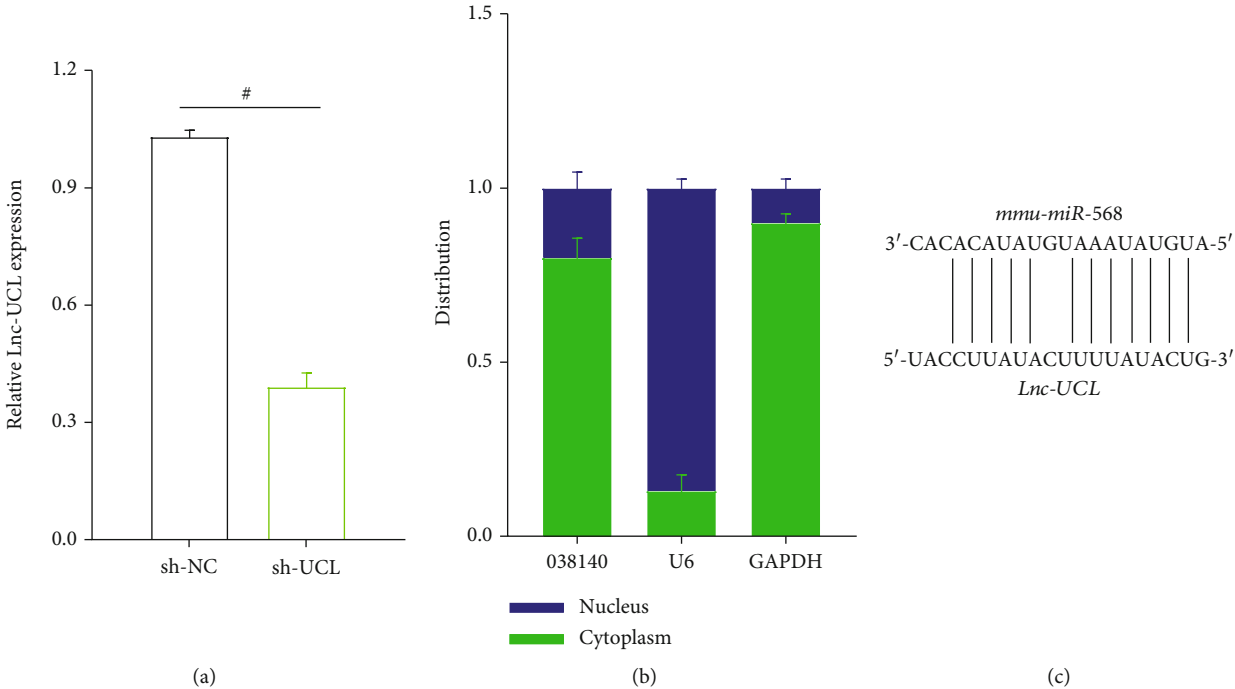 1.2
0.9
0.6
0.3
0.0
Relative Lnc-UCL expression
#
sh-NC
sh-UCL
(a)
1.5
1.0
0.5
0.0
Distribution
038140
U6
GAPDH
Nucleus
Cytoplasm
(b)
mmu-miR-568
3′-CACACAUAUGUAAAUAUGUA-5′
5′-UACCUUAUACUUUUAUACUG-3′
Lnc-UCL
(c)